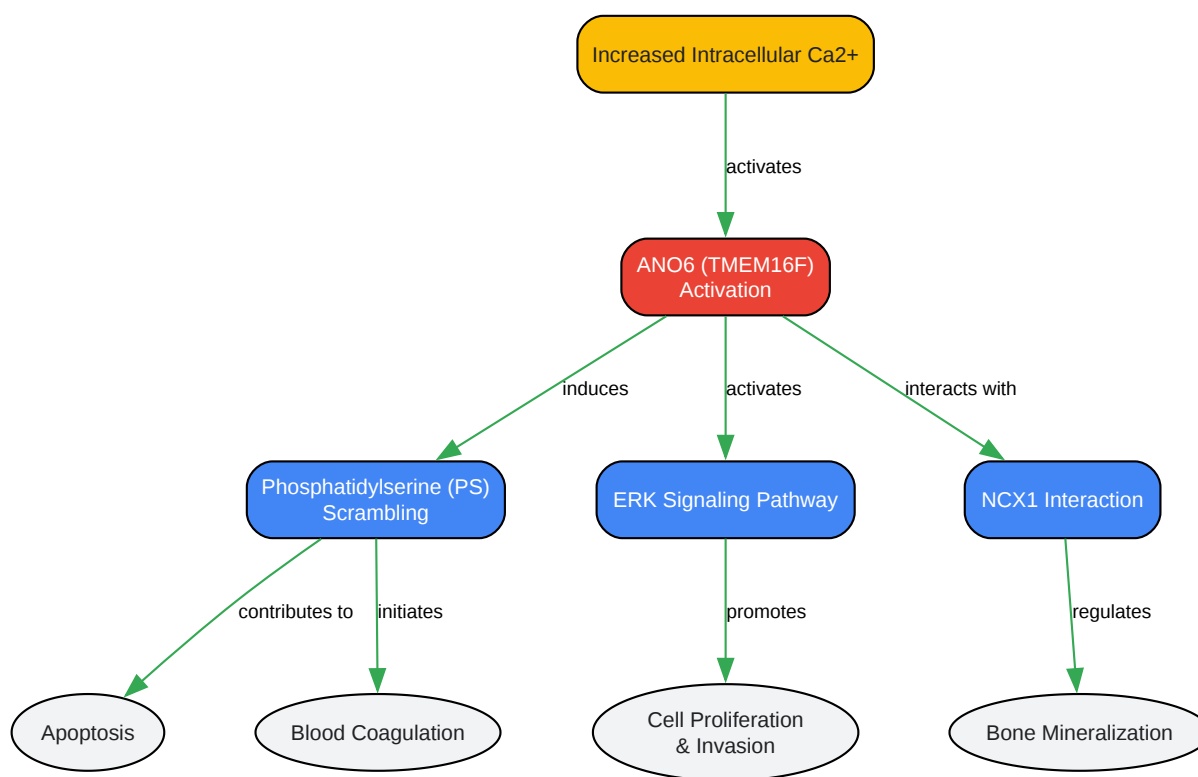 Increased Intracellular Ca2+
activates
ANO6 (TMEM16F)
Activation
induces
activates
interacts with
Phosphatidylserine (PS)
Scrambling
ERK Signaling Pathway
NCX1 Interaction
contributes to
initiates
promotes
regulates
Apoptosis
Blood Coagulation
Cell Proliferation
& Invasion
Bone Mineralization